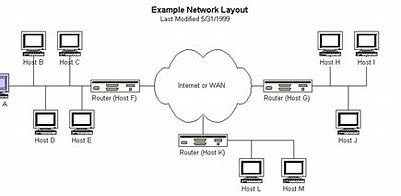 Example Network Layout
Last Modified 5/31/1999
Host B
Host C
Host H
Host I
Internet or WAN
A
Router (Host F)
Router (Host G)
Host D
Host E
Host J
Router (Host K)
Host L
Host M